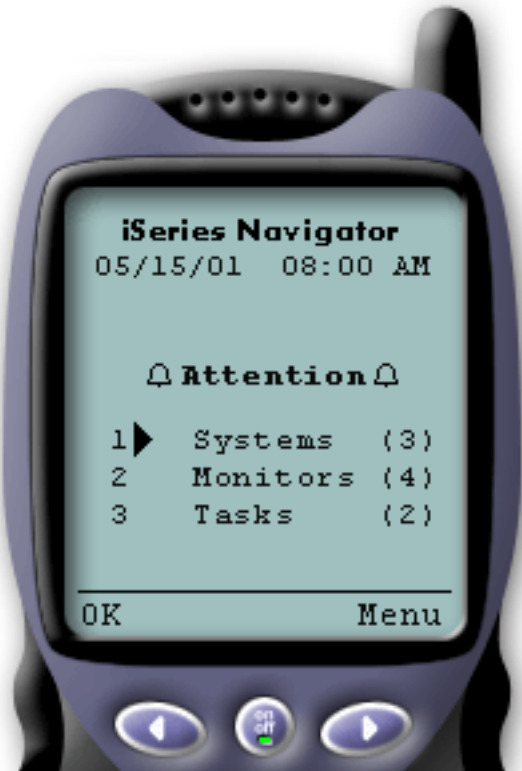 iSeries Navigator
05/15/01 08:00 AM
Attention
1 Systems (3)
2 Monitors (4)
3 Tasks (2)
OK Menu
on
off